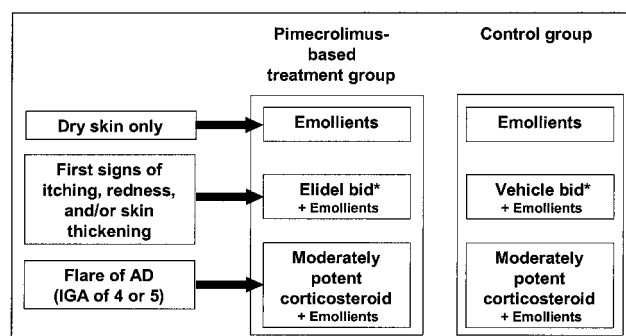 Pimecrolimus-
based
treatment group
Control group
Dry skin only
Emollients
Emollients
First signs of
itching, redness,
and/or skin
thickening
Elidel bid*
+ Emollients
Vehicle bid*
+ Emollients
Flare of AD
(IGA of 4 or 5)
Moderately
potent
corticosteroid
+ Emollients
Moderately
potent
corticosteroid
+ Emollients